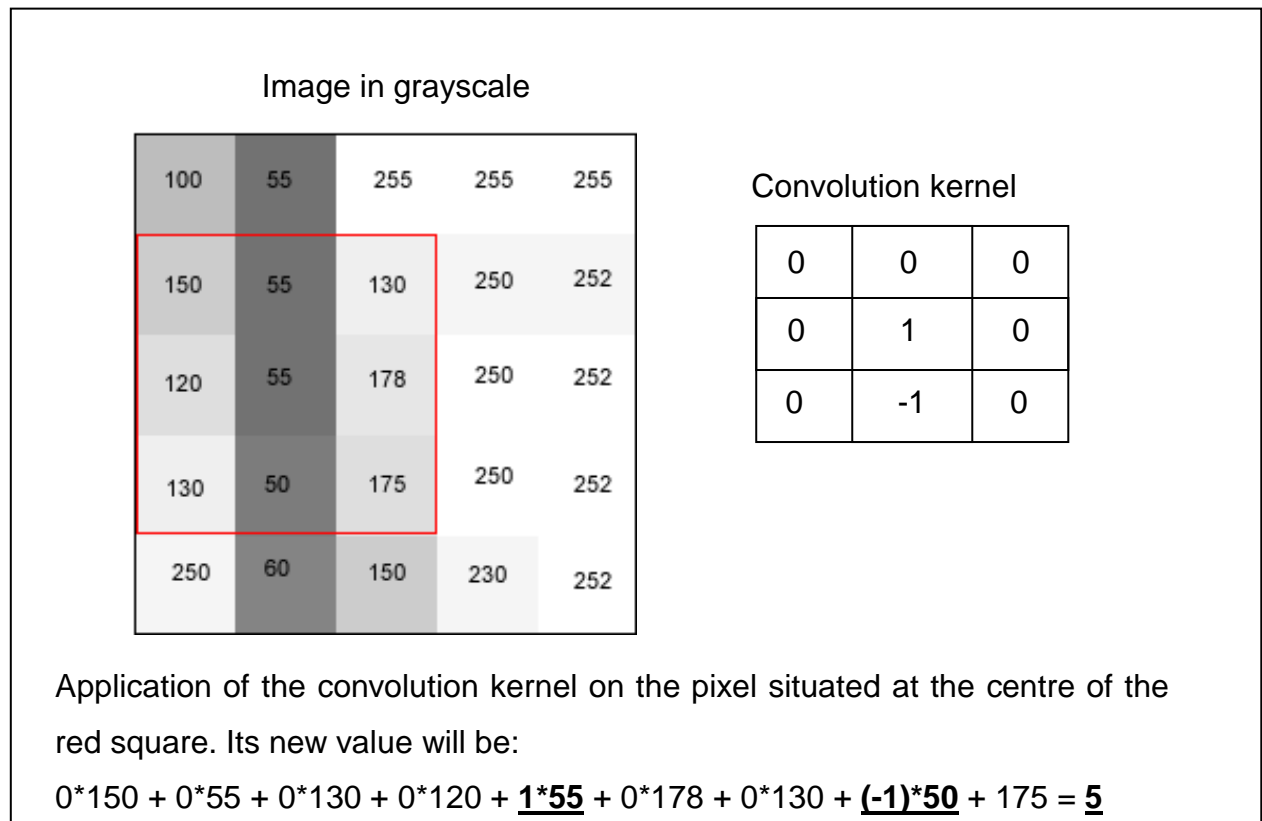 Image in grayscale
100 55 255 255 255
150 55 130 250 252
120 55 178 250 252
130 50 175 250 252
250 60 150 230 252
Convolution kernel
0 0 0
0 1 0
0 -1 0
Application of the convolution kernel on the pixel situated at the centre of the
red square. Its new value will be:
0*150 + 0*55 + 0*130 + 0*120 + 1*55 + 0*178 + 0*130 + (-1)*50 + 175 = 5